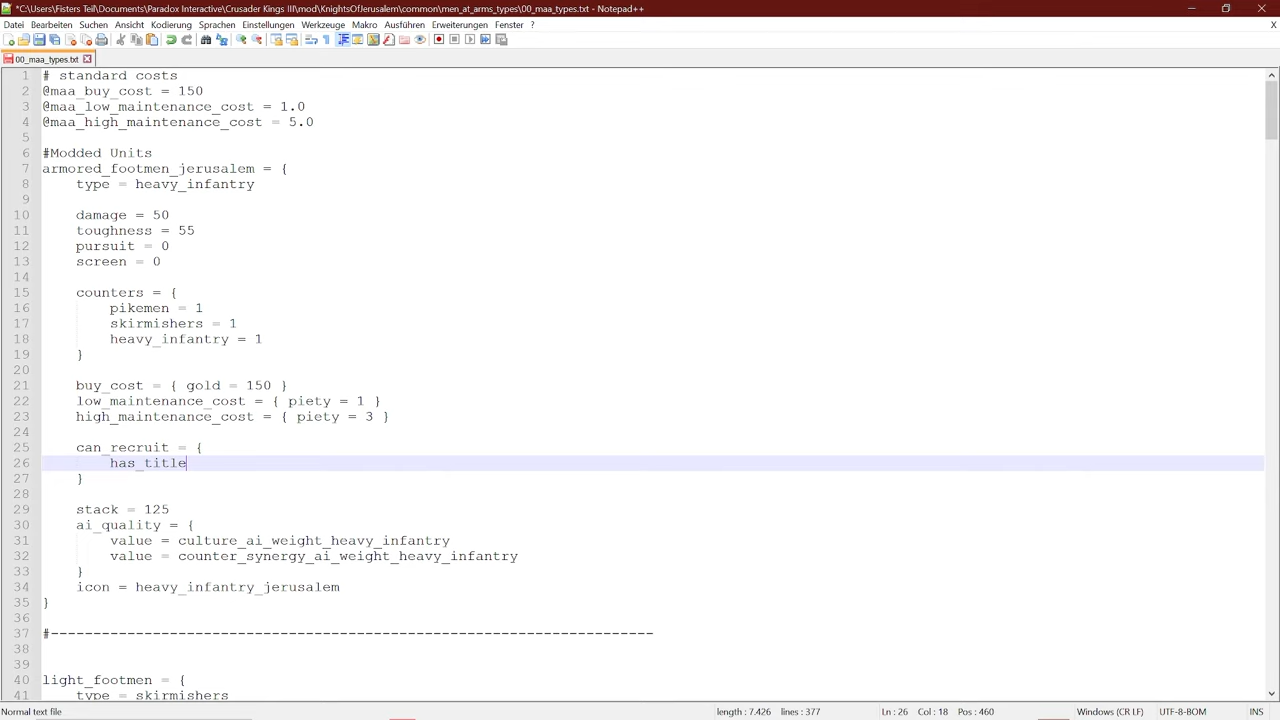 *C:\Users\Fisters Teil\Documents\Paradox Interactive\Crusader Kings III\mod\KnightsOfJerusalem\common\men_at_arms_types\00_maa_types.txt - Notepad++
Datei Bearbeiten Suchen Ansicht Kodierung Sprachen Einstellungen Werkzeuge Makro Ausführen Erweiterungen Fenster ? X
00_maa_types.txt
1 # standard costs
2 @maa_buy_cost = 150
3 @maa_low_maintenance_cost = 1.0
4 @maa_high_maintenance_cost = 5.0
5
6 #Modded Units
7 armored_footmen_jerusalem = {
8 type = heavy_infantry
9
10 damage = 50
11 toughness = 55
12 pursuit = 0
13 screen = 0
14
15 counters = {
16 pikemen = 1
17 skirmishers = 1
18 heavy_infantry = 1
19 }
20
21 buy_cost = { gold = 150 }
22 low_maintenance_cost = { piety = 1 }
23 high_maintenance_cost = { piety = 3 }
24
25 can_recruit = {
26 has_title
27 }
28
29 stack = 125
30 ai_quality = {
31 value = culture_ai_weight_heavy_infantry
32 value = counter_synergy_ai_weight_heavy_infantry
33 }
34 icon = heavy_infantry_jerusalem
35 }
36
37 #-----------------------------------------------------------------------
38
39
40 light_footmen = {
41 type = skirmishers
Normal text file length : 7.426 lines : 377 Ln : 26 Col : 18 Pos : 460 Windows (CR LF) UTF-8-BOM INS